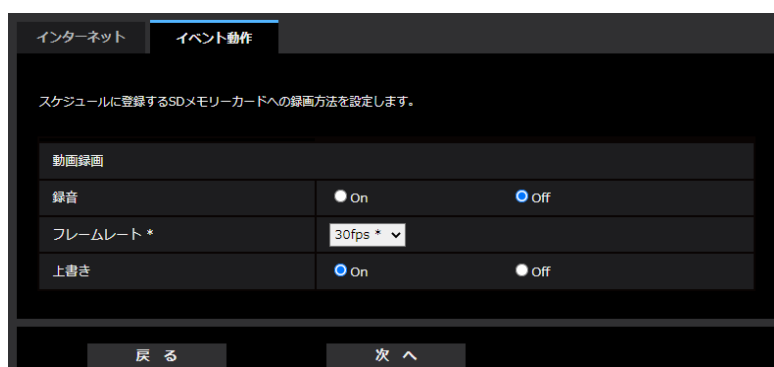 インターネット イベント動作
スケジュールに登録するSDメモリーカードへの録画方法を設定します。
動画録画
録音 On Off
フレームレート * 30fps *
上書き On Off
戻る 次へ